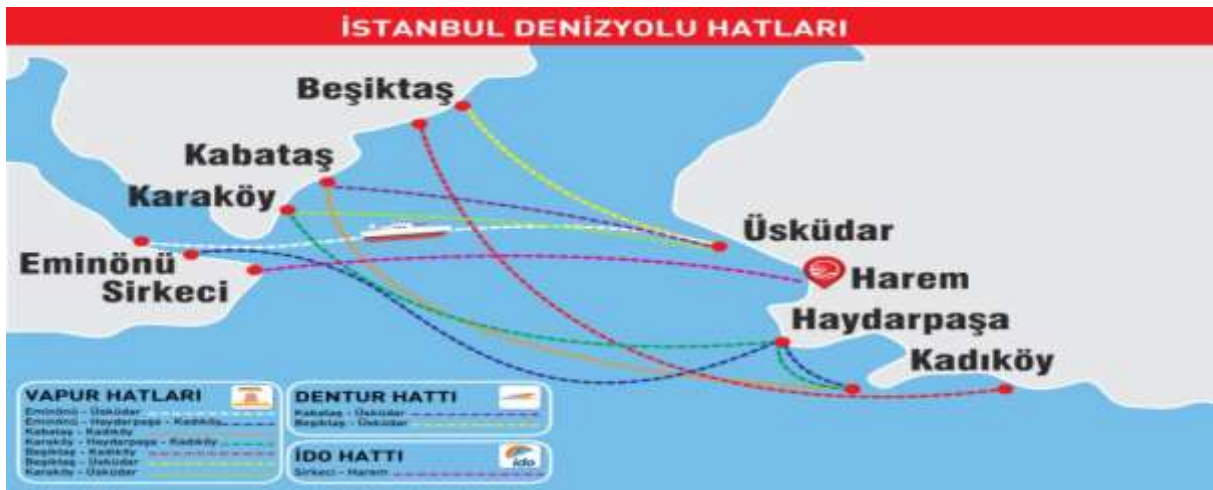 İSTANBUL DENİZYOLU HATLARI
Beşiktaş
Kabataş
Karaköy
Üsküdar
Eminönü
Harem
Sirkeci
Haydarpaşa
Kadıköy
VAPUR HATLARI
Eminönü - Üsküdar
Eminönü - Haydarpaşa - Kadıköy
Kabataş - Kadıköy
Karaköy - Haydarpaşa - Kadıköy
Beşiktaş - Kadıköy
Beşiktaş - Üsküdar
Karaköy - Üsküdar
DENTUR HATTI
Kabataş - Üsküdar
Beşiktaş - Üsküdar
İDO HATTI
ido
Sirkeci - Harem